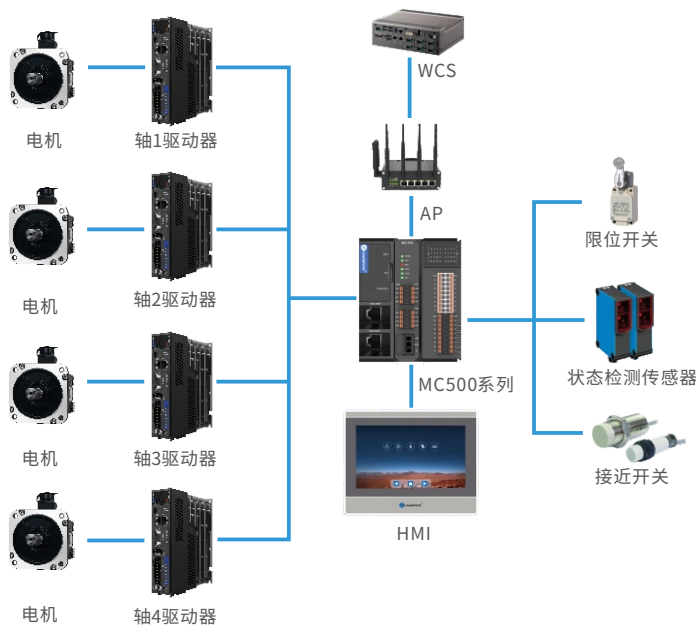 WCS
电机
轴1驱动器
AP
限位开关
电机
轴2驱动器
MC500系列
状态检测传感器
电机
轴3驱动器
接近开关
HMI
电机
轴4驱动器